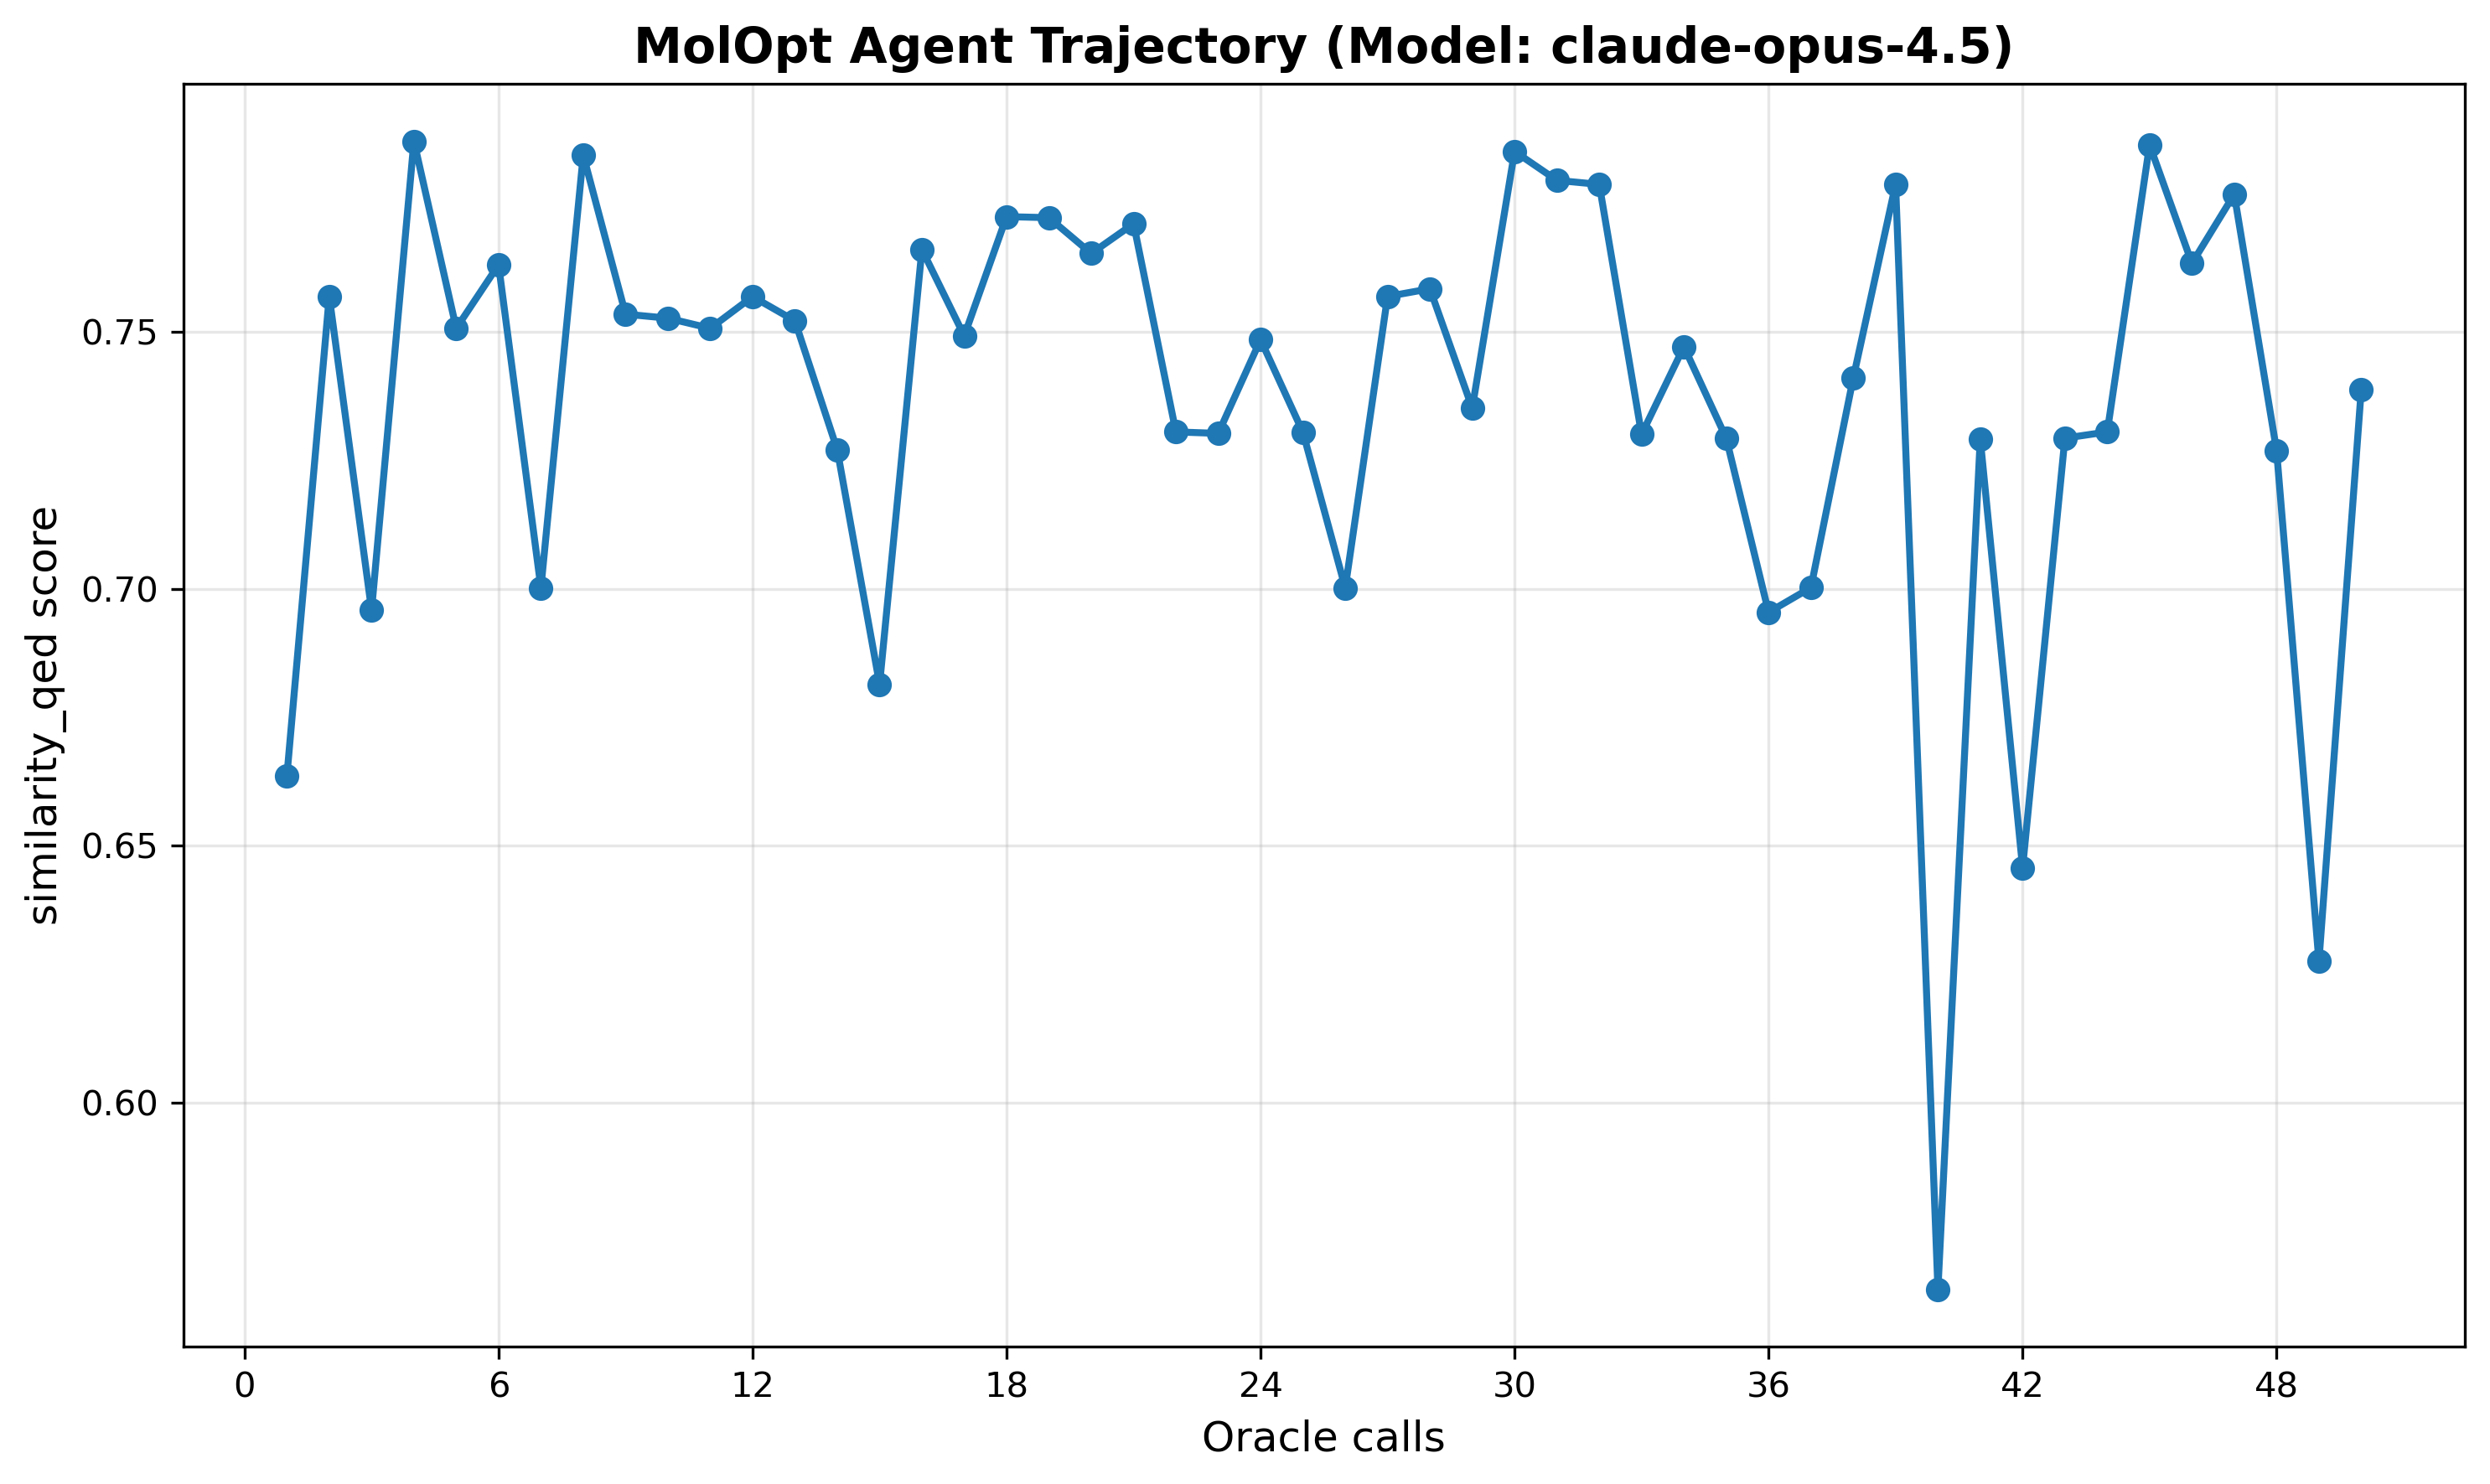 MolOpt Agent Trajectory (Model: claude-opus-4.5)
similarity_qed score
0.75
0.70
0.65
0.60
0 6 12 18 24 30 36 42 48
Oracle calls